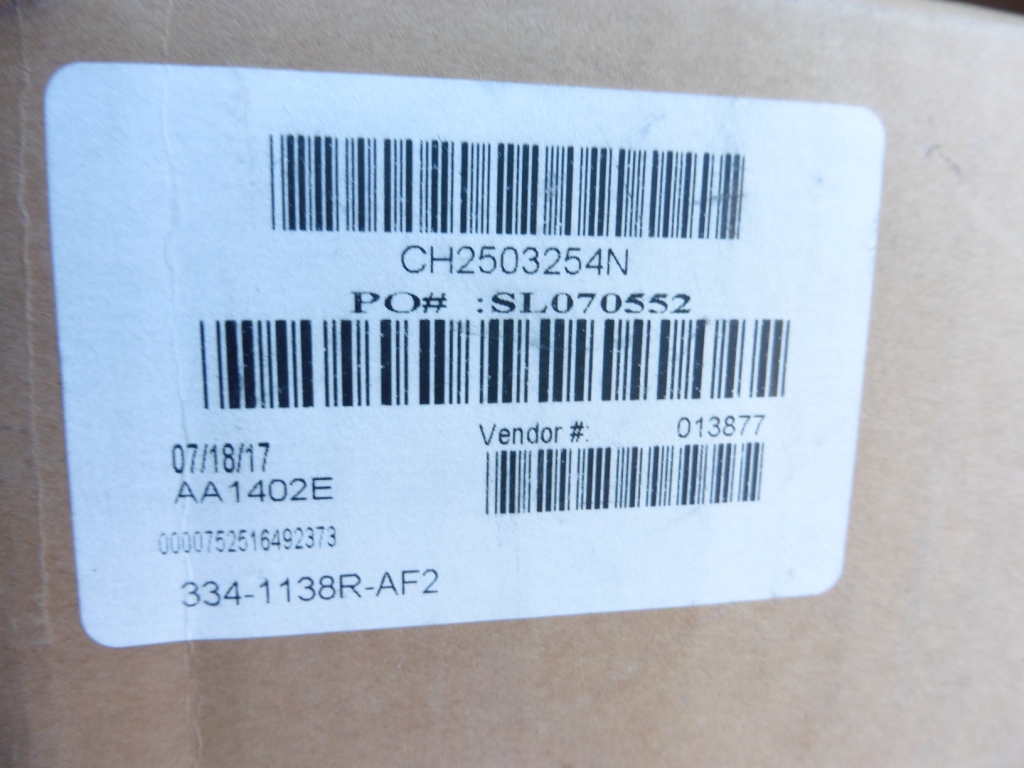 CH2503254N
PO# :SL070552
Vendor #: 013877
07/18/17
AA1402E
0000752516492373
334-1138R-AF2